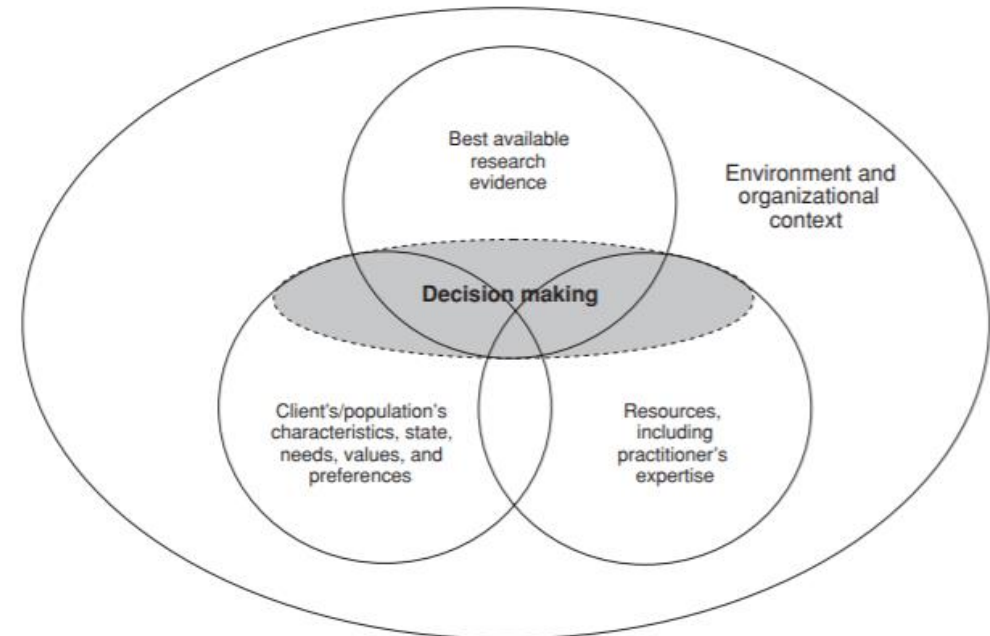 Best available
research
evidence
Environment and
organizational
context
Decision making
Client's/population's
characteristics, state,
needs, values, and
preferences
Resources,
including
practitioner's
expertise